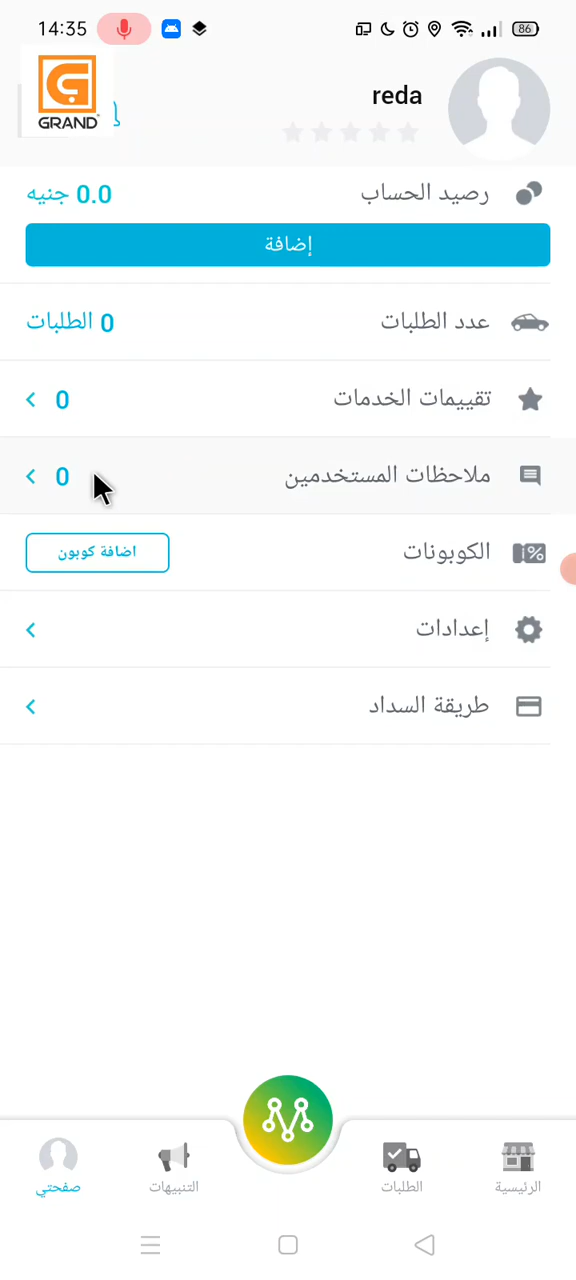 14:35
86
GRAND
reda
رصيد الحساب
0.0 جنيه
إضافة
عدد الطلبات
0 الطلبات
تقييمات الخدمات
0
ملاحظات المستخدمين
0
الكوبونات
اضافة كوبون
إعدادات
طريقة السداد
الرئيسية
الطلبات
التنبيهات
صفحتي